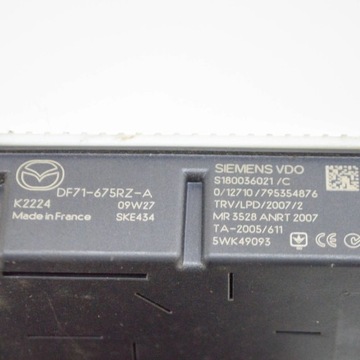 DF71-675RZ-A
K2224 09W27
Made in France SKE434
SIEMENS VDO
S180036021 /C
0/12710 /795354876
TRV/LPD/2007/2
MR 3528 ANRT 2007
TA-2005/611
5WK49093